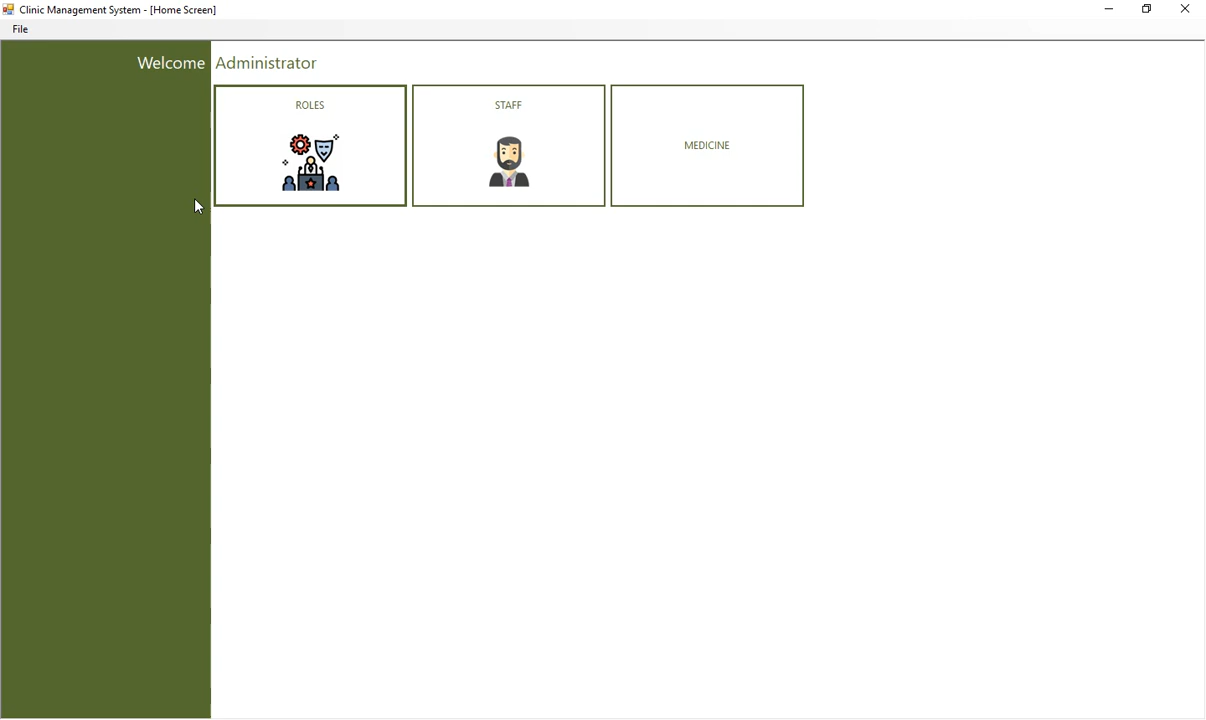 Clinic Management System - [Home Screen]
File
Welcome Administrator
ROLES
STAFF
MEDICINE